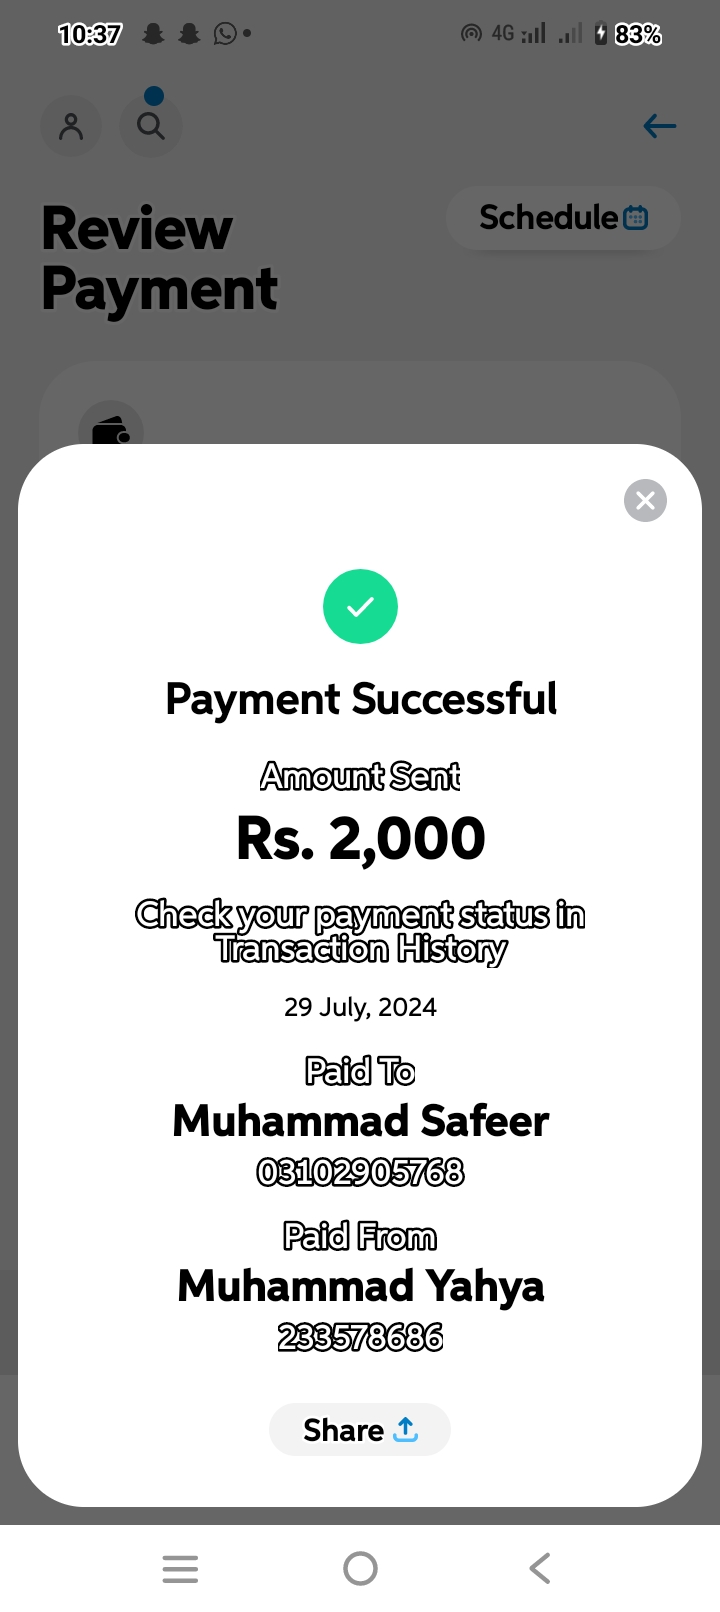 10:37
4G
83%
Review
Payment
Schedule
Payment Successful
Amount Sent
Rs. 2,000
Check your payment status in
Transaction History
29 July, 2024
Paid To
Muhammad Safeer
03102905768
Paid From
Muhammad Yahya
233578686
Share